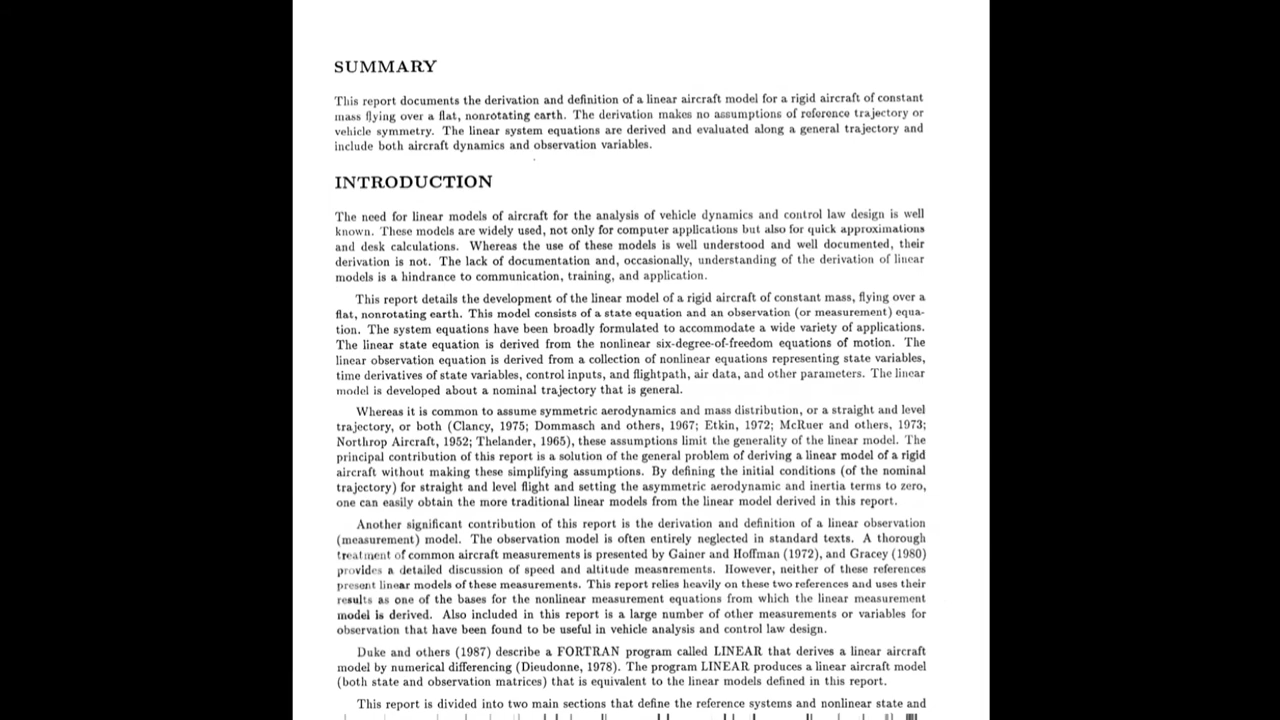 SUMMARY
This report documents the derivation and definition of a linear aircraft model for a rigid aircraft of constant
mass flying over a flat, nonrotating earth. The derivation makes no assumptions of reference trajectory or
vehicle symmetry. The linear system equations are derived and evaluated along a general trajectory and
include both aircraft dynamics and observation variables.
INTRODUCTION
The need for linear models of aircraft for the analysis of vehicle dynamics and control law design is well
known. These models are widely used, not only for computer applications but also for quick approximations
and desk calculations. Whereas the use of these models is well understood and well documented, their
derivation is not. The lack of documentation and, occasionally, understanding of the derivation of linear
models is a hindrance to communication, training, and application.
This report details the development of the linear model of a rigid aircraft of constant mass, flying over a
flat, nonrotating earth. This model consists of a state equation and an observation (or measurement) equa-
tion. The system equations have been broadly formulated to accommodate a wide variety of applications.
The linear state equation is derived from the nonlinear six-degree-of-freedom equations of motion. The
linear observation equation is derived from a collection of nonlinear equations representing state variables,
time derivatives of state variables, control inputs, and flightpath, air data, and other parameters. The linear
model is developed about a nominal trajectory that is general.
Whereas it is common to assume symmetric aerodynamics and mass distribution, or a straight and level
trajectory, or both (Clancy, 1975; Dommasch and others, 1967; Etkin, 1972; McRuer and others, 1973;
Northrop Aircraft, 1952; Thelander, 1965), these assumptions limit the generality of the linear model. The
principal contribution of this report is a solution of the general problem of deriving a linear model of a rigid
aircraft without making these simplifying assumptions. By defining the initial conditions (of the nominal
trajectory) for straight and level flight and setting the asymmetric aerodynamic and inertia terms to zero,
one can easily obtain the more traditional linear models from the linear model derived in this report.
Another significant contribution of this report is the derivation and definition of a linear observation
(measurement) model. The observation model is often entirely neglected in standard texts. A thorough
treatment of common aircraft measurements is presented by Gainer and Hoffman (1972), and Gracey (1980)
provides a detailed discussion of speed and altitude measurements. However, neither of these references
present linear models of these measurements. This report relies heavily on these two references and uses their
results as one of the bases for the nonlinear measurement equations from which the linear measurement
model is derived. Also included in this report is a large number of other measurements or variables for
observation that have been found to be useful in vehicle analysis and control law design.
Duke and others (1987) describe a FORTRAN program called LINEAR that derives a linear aircraft
model by numerical differencing (Dieudonne, 1978). The program LINEAR produces a linear aircraft model
(both state and observation matrices) that is equivalent to the linear models defined in this report.
This report is divided into two main sections that define the reference systems and nonlinear state and